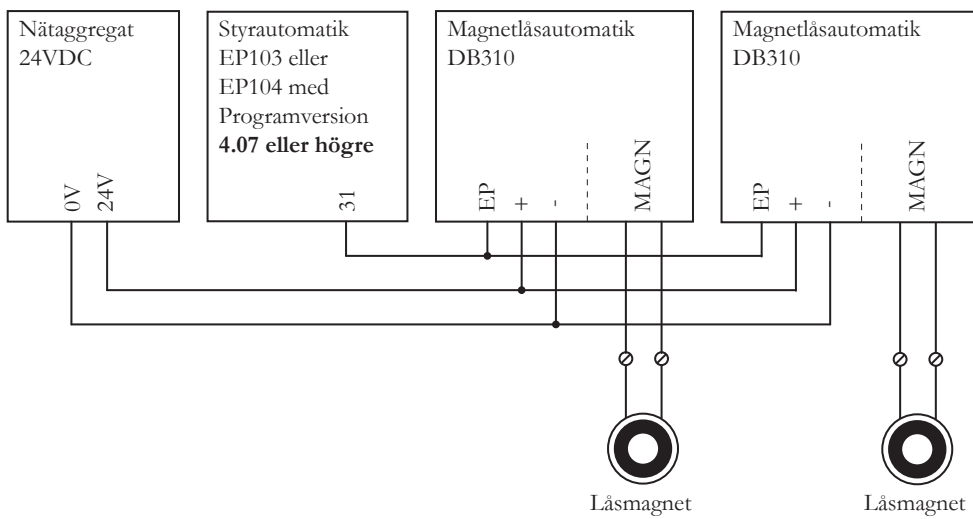 Nätaggregat
24VDC
0V
24V
Styrautomatik
EP103 eller
EP104 med
Programversion
4.07 eller högre
31
Magnetlåsautomatik
DB310
EP
+
-
MAGN
Magnetlåsautomatik
DB310
EP
+
-
MAGN
Låsmagnet
Låsmagnet